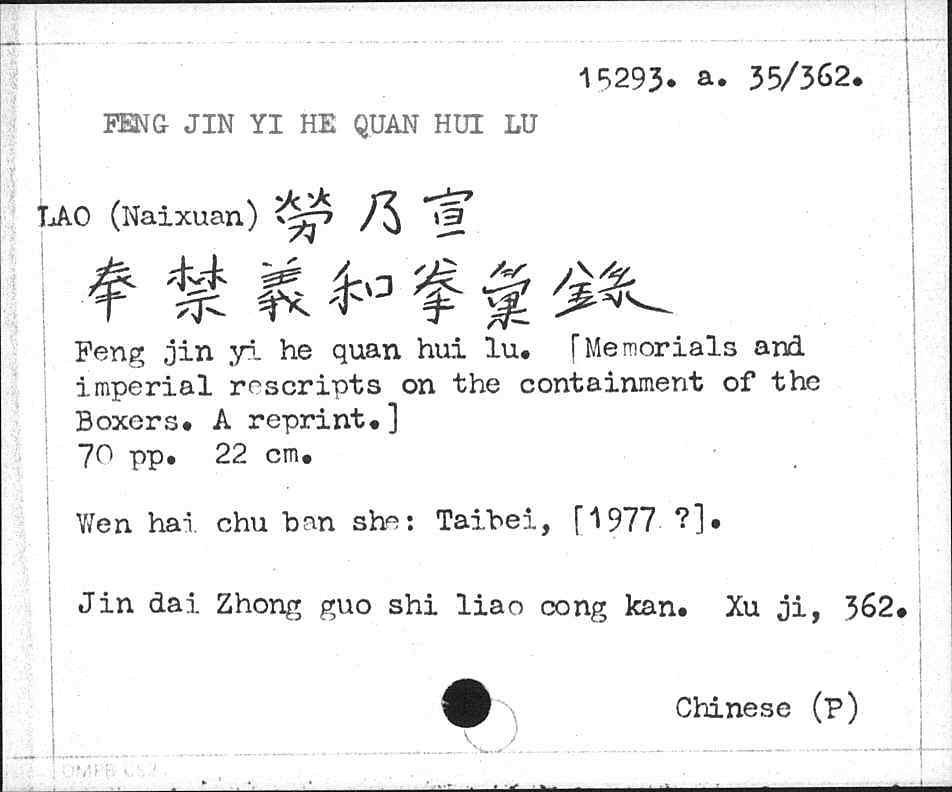 15293. a. 35/362.
FENG JIN YI HE QUAN HUI LU
LAO (Naixuan) 勞乃宣
奉禁義和拳彙錄
Feng jin yi he quan hui lu. [Memorials and
imperial rescripts on the containment of the
Boxers. A reprint.]
70 pp. 22 cm.
Wen hai chu ban she: Taibei, [1977 ?].
Jin dai Zhong guo shi liao cong kan. Xu ji, 362.
Chinese (P)